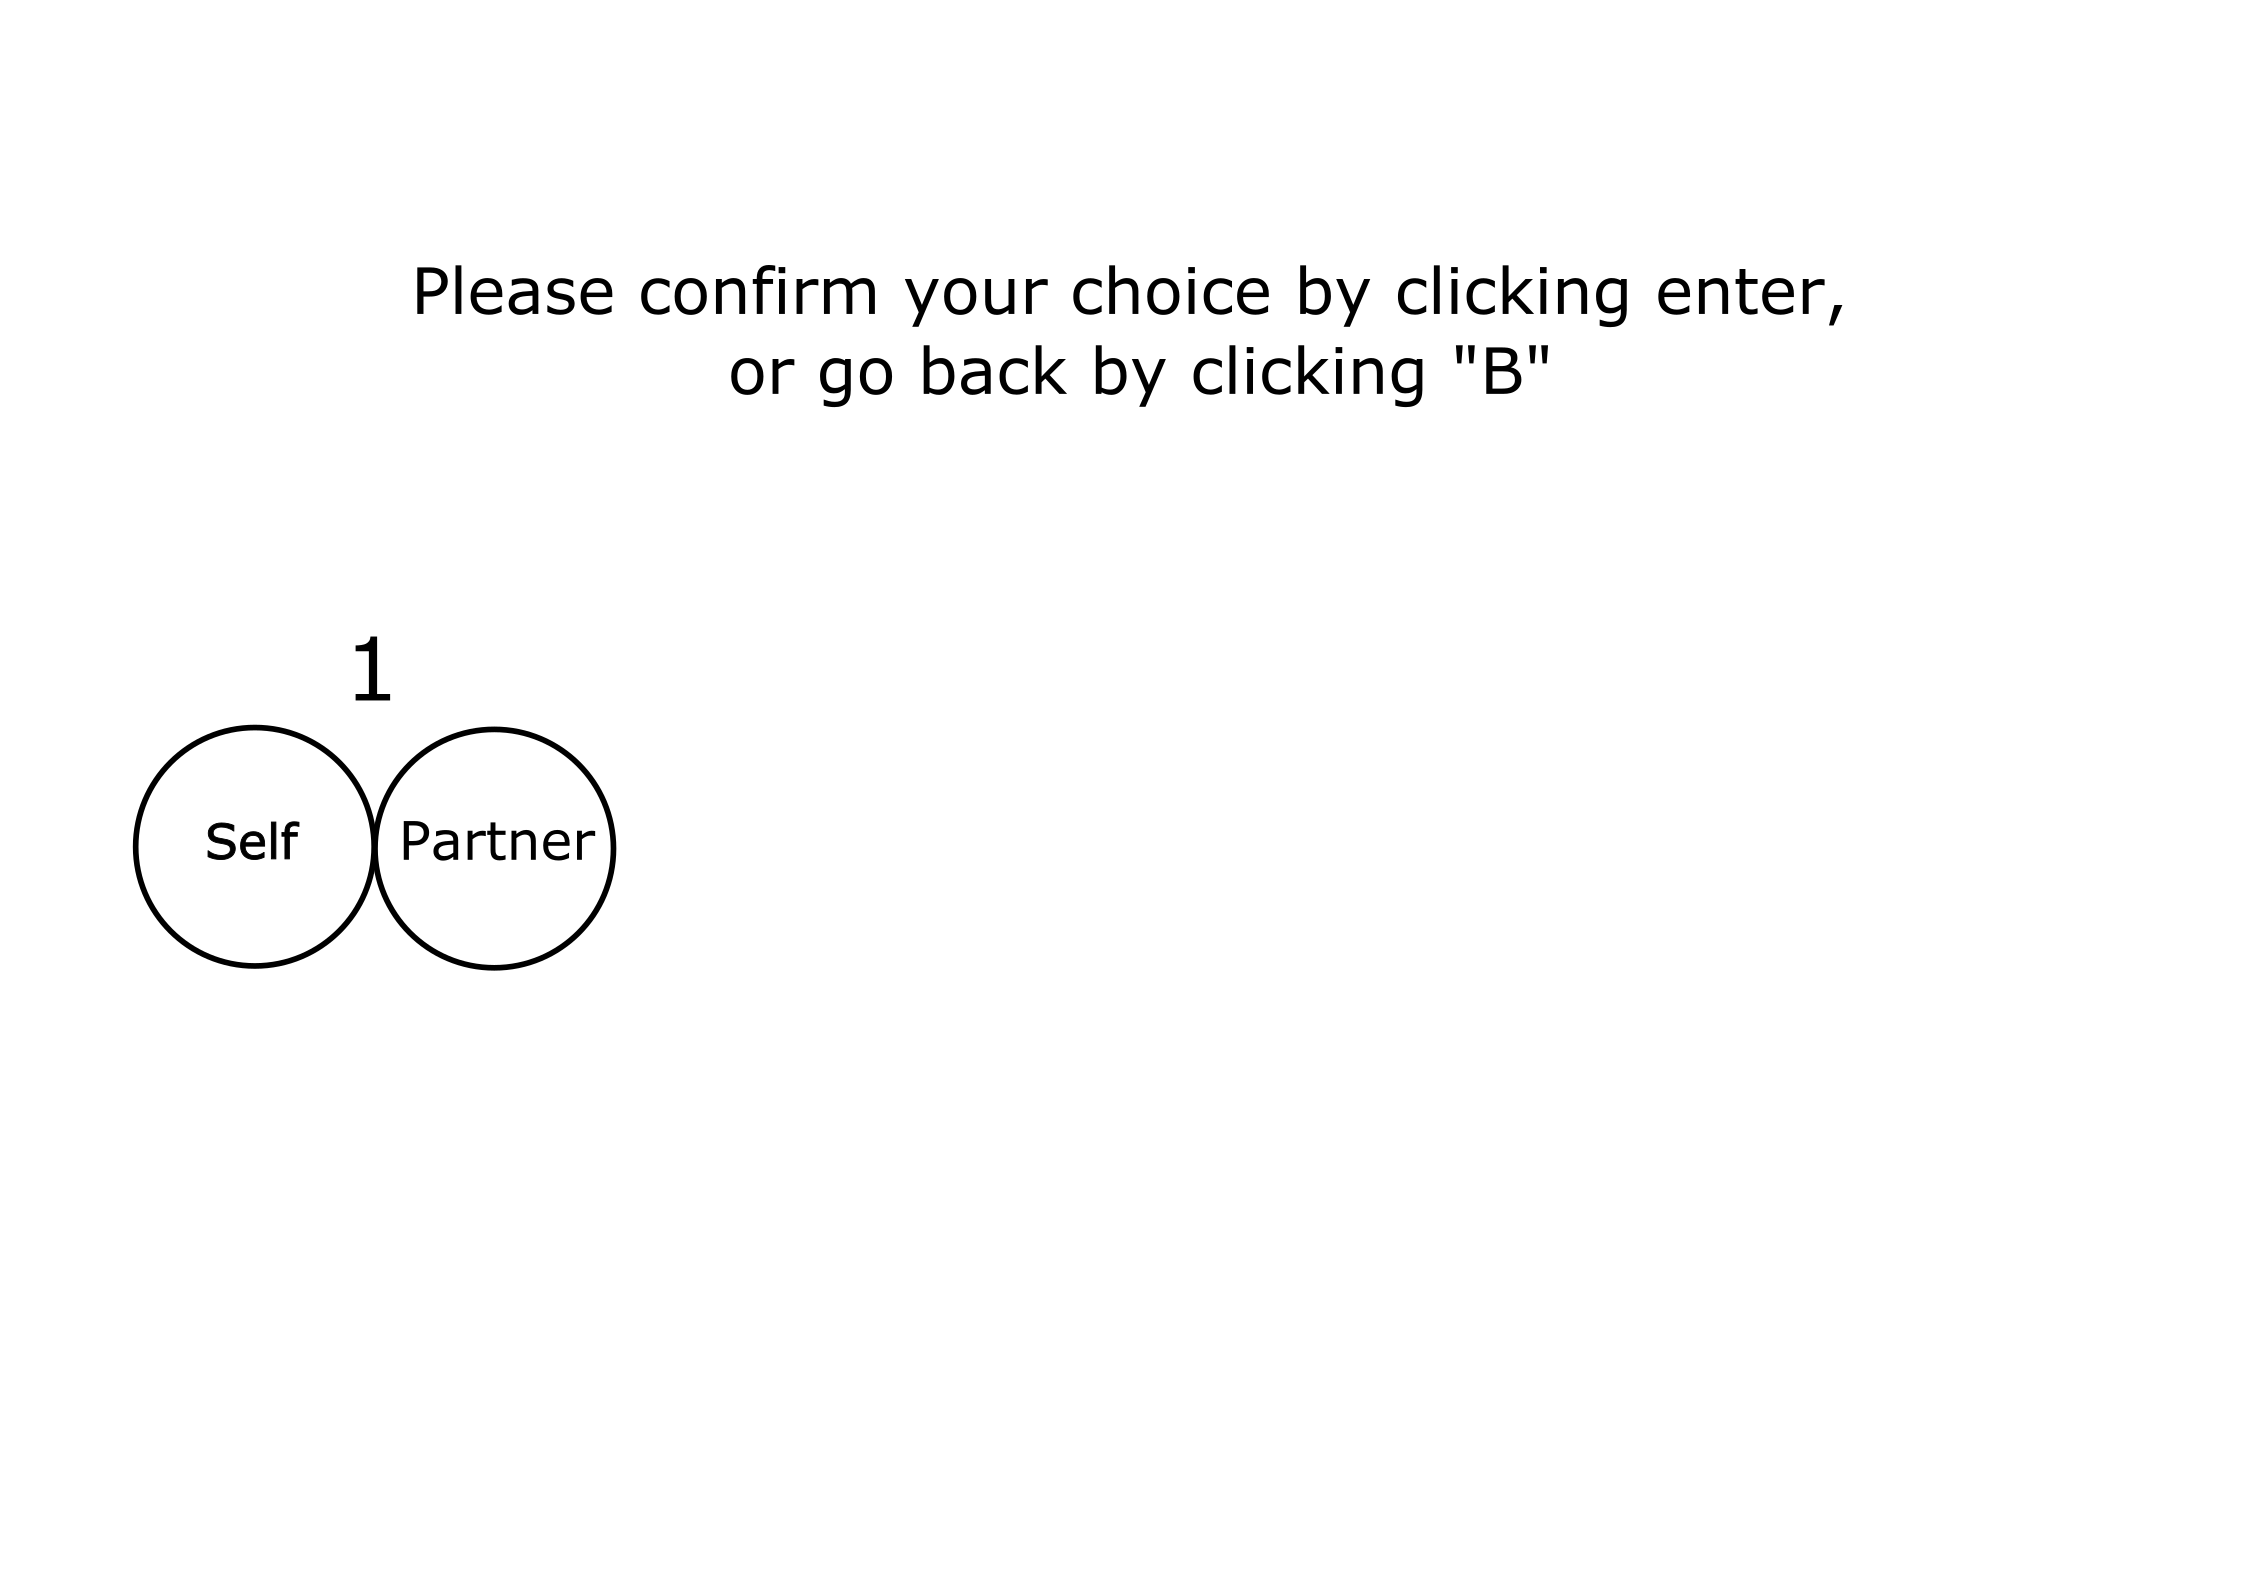 Please confirm your choice by clicking enter,
or go back by clicking "B"
1
Self
Partner